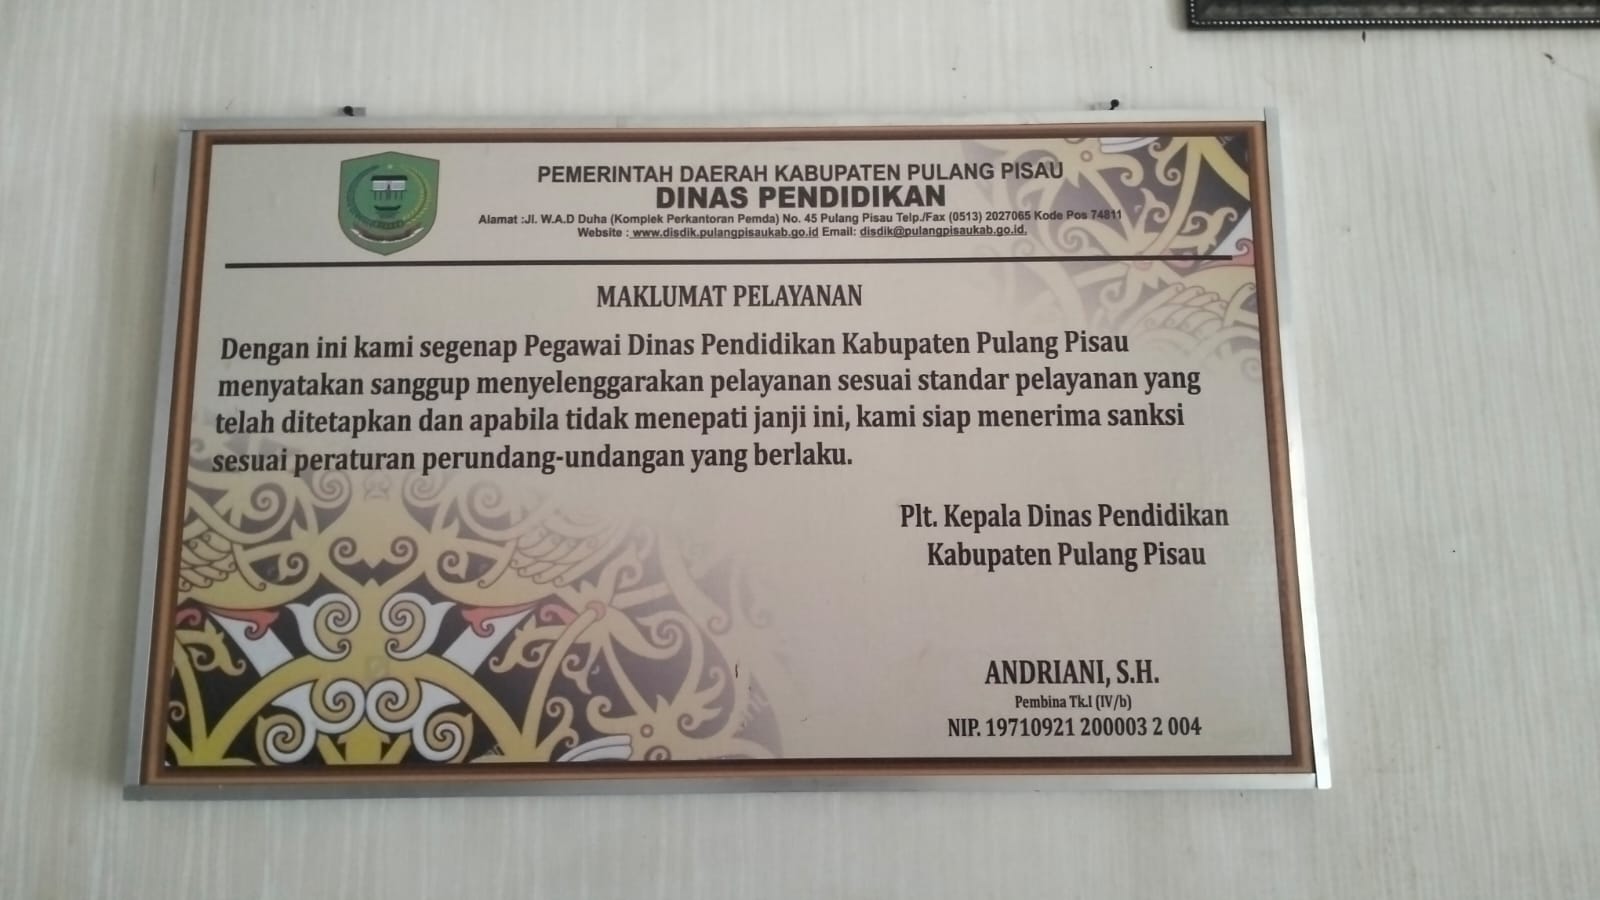 PEMERINTAH DAERAH KABUPATEN PULANG PISAU
DINAS PENDIDIKAN
Alamat :Jl. W.A.D Duha (Komplek Perkantoran Pemda) No. 45 Pulang Pisau Telp./Fax (0513) 2027065 Kode Pos 74811
Website : www.disdik.pulangpisaukab.go.id Email: disdik@pulangpisaukab.go.id.
MAKLUMAT PELAYANAN
Dengan ini kami segenap Pegawai Dinas Pendidikan Kabupaten Pulang Pisau
menyatakan sanggup menyelenggarakan pelayanan sesuai standar pelayanan yang
telah ditetapkan dan apabila tidak menepati janji ini, kami siap menerima sanksi
sesuai peraturan perundang-undangan yang berlaku.
Plt. Kepala Dinas Pendidikan
Kabupaten Pulang Pisau
ANDRIANI, S.H.
Pembina Tk.I (IV/b)
NIP. 19710921 200003 2 004